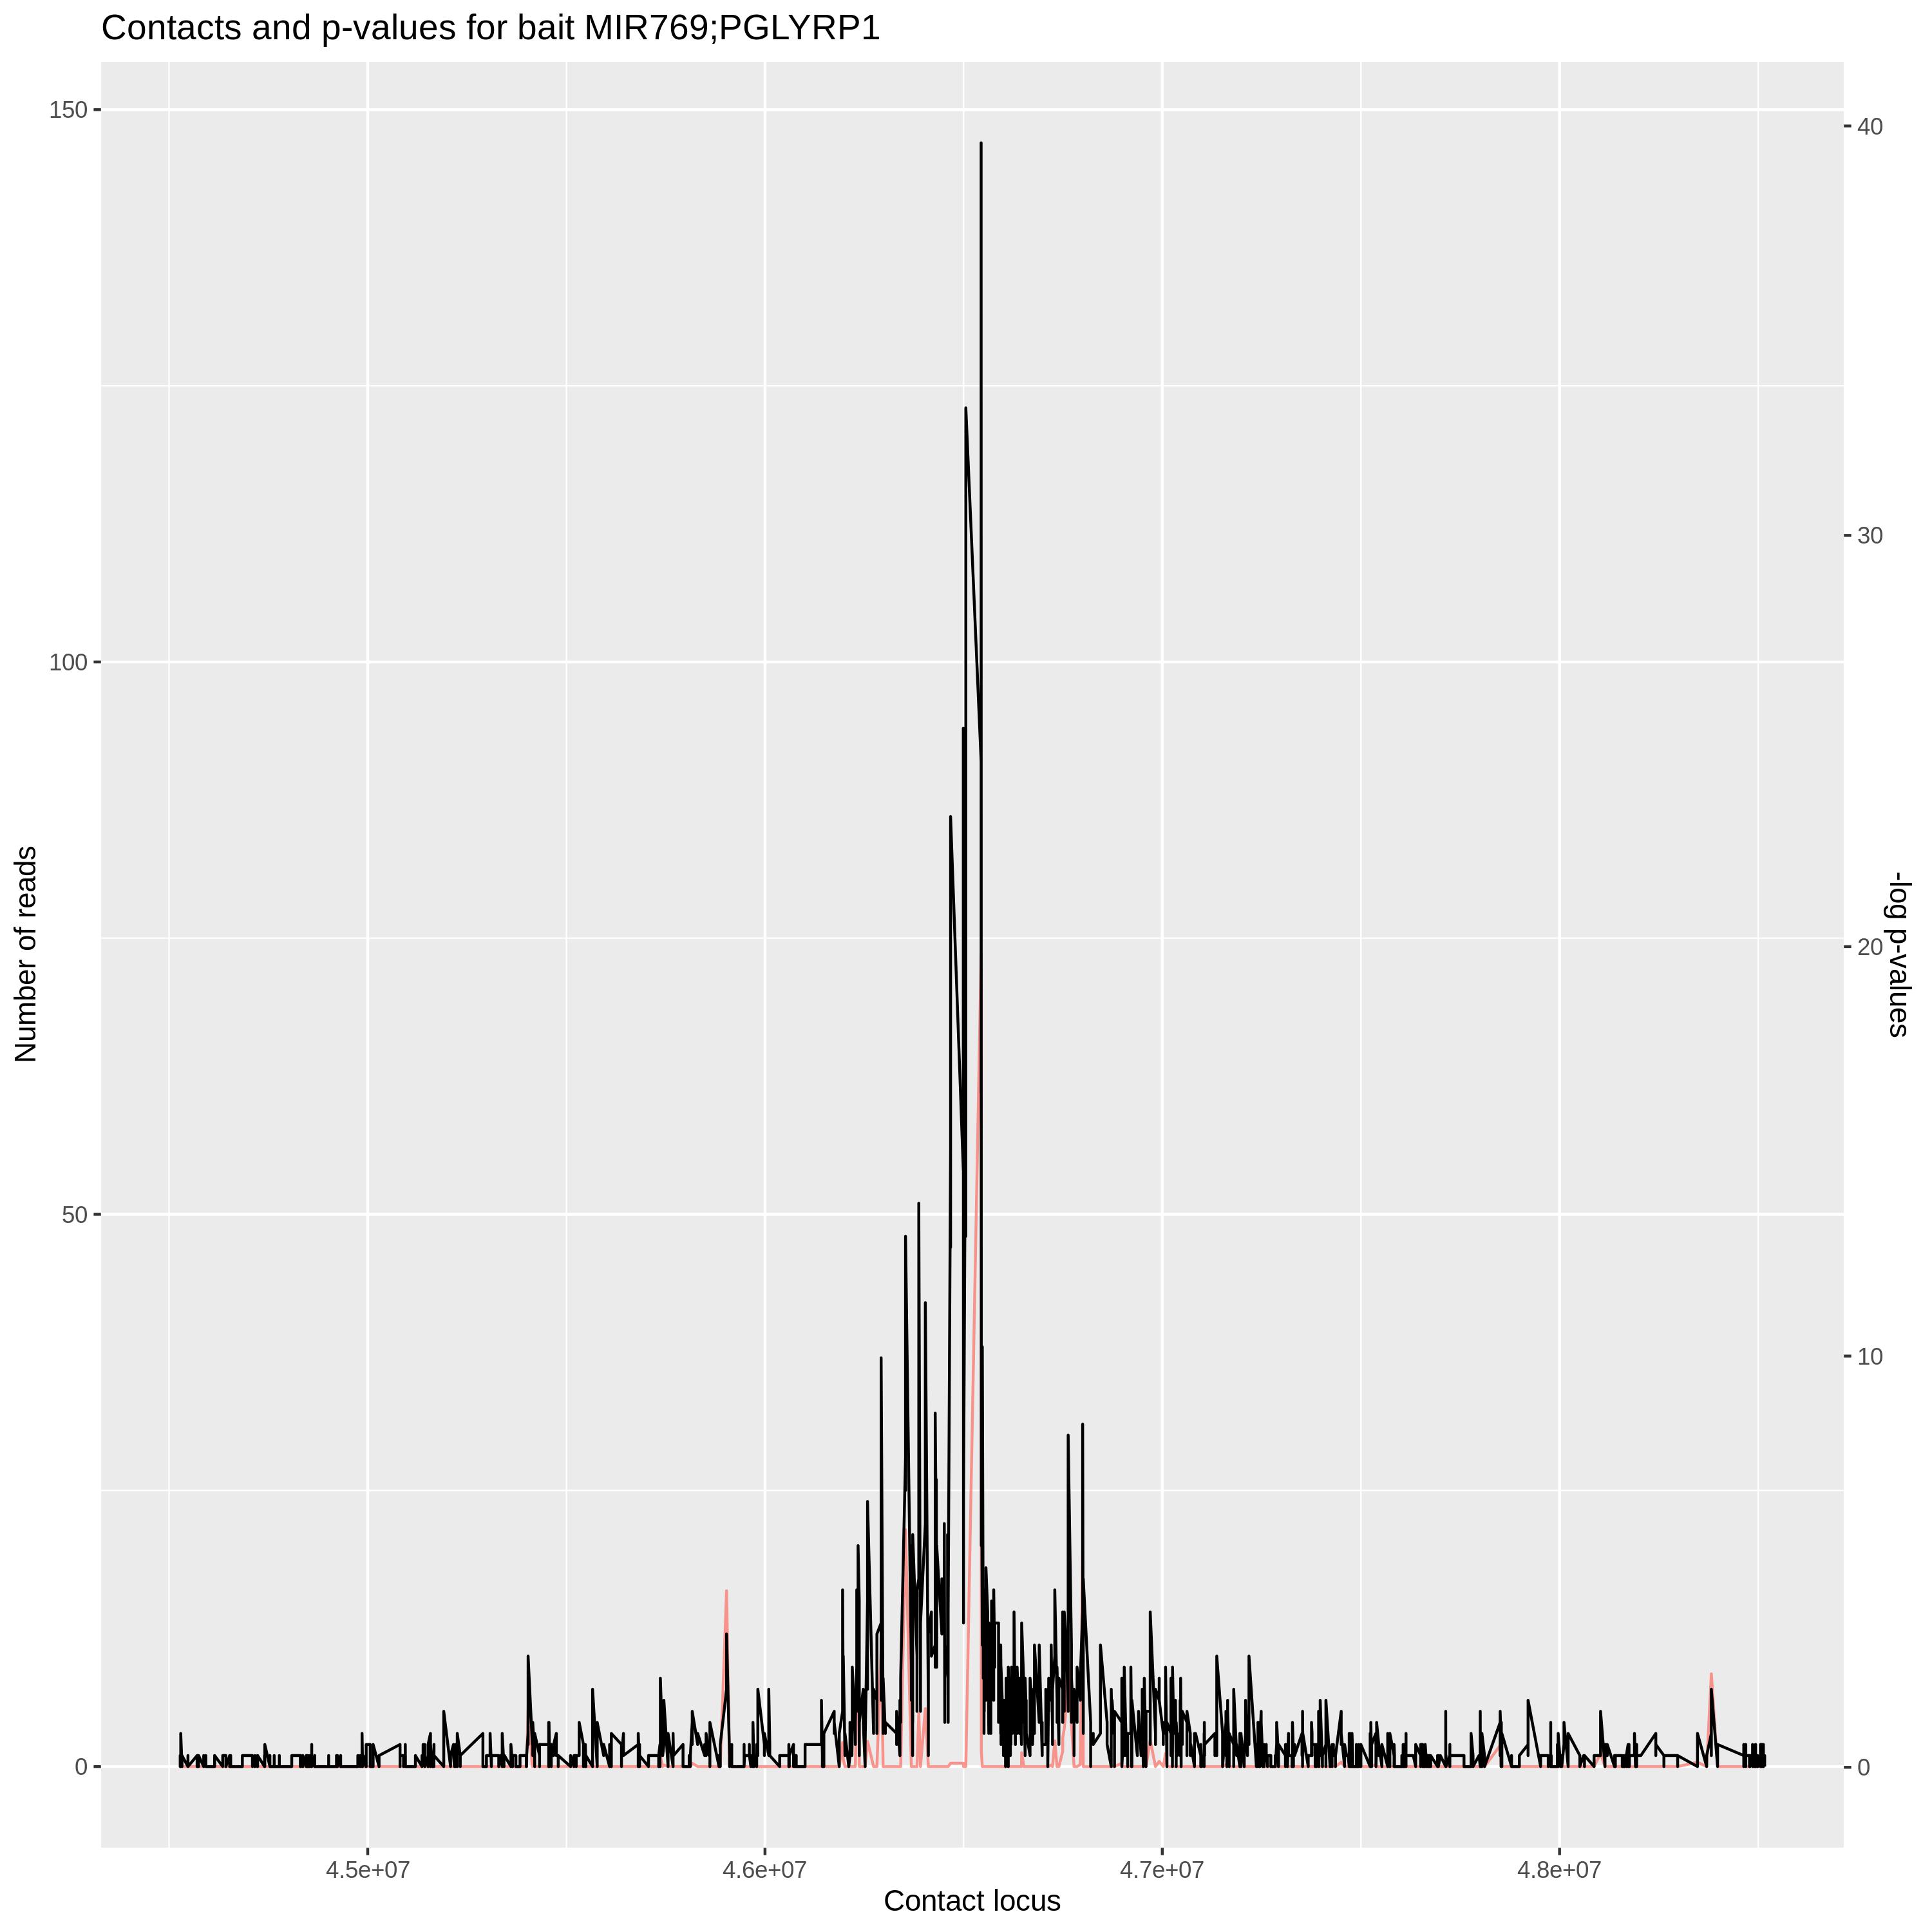 Contacts and p-values for bait MIR769;PGLYRP1
150
100
50
0
Number of reads
40
30
20
10
0
-log p-values
4.5e+07
4.6e+07
4.7e+07
4.8e+07
Contact locus